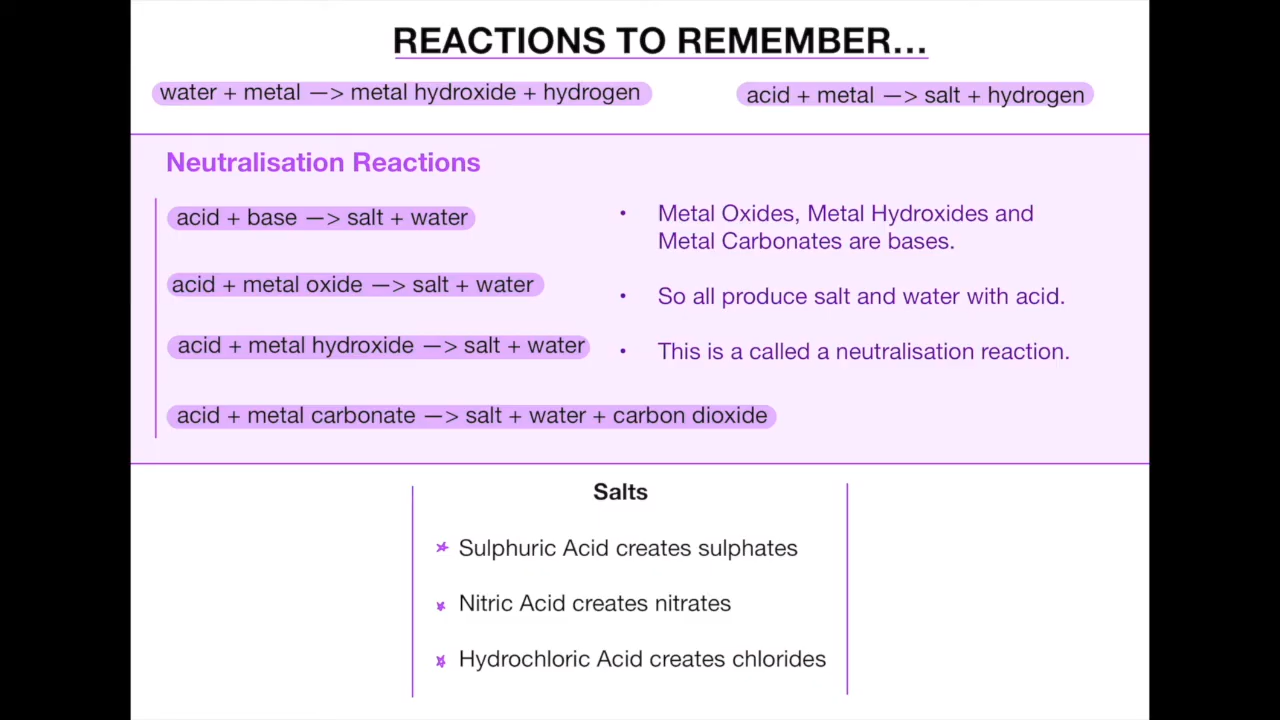 REACTIONS TO REMEMBER...
water + metal —> metal hydroxide + hydrogen
acid + metal —> salt + hydrogen
Neutralisation Reactions
acid + base —> salt + water
acid + metal oxide —> salt + water
acid + metal hydroxide —> salt + water
acid + metal carbonate —> salt + water + carbon dioxide
• Metal Oxides, Metal Hydroxides and
Metal Carbonates are bases.
• So all produce salt and water with acid.
• This is a called a neutralisation reaction.
Salts
Sulphuric Acid creates sulphates
Nitric Acid creates nitrates
Hydrochloric Acid creates chlorides